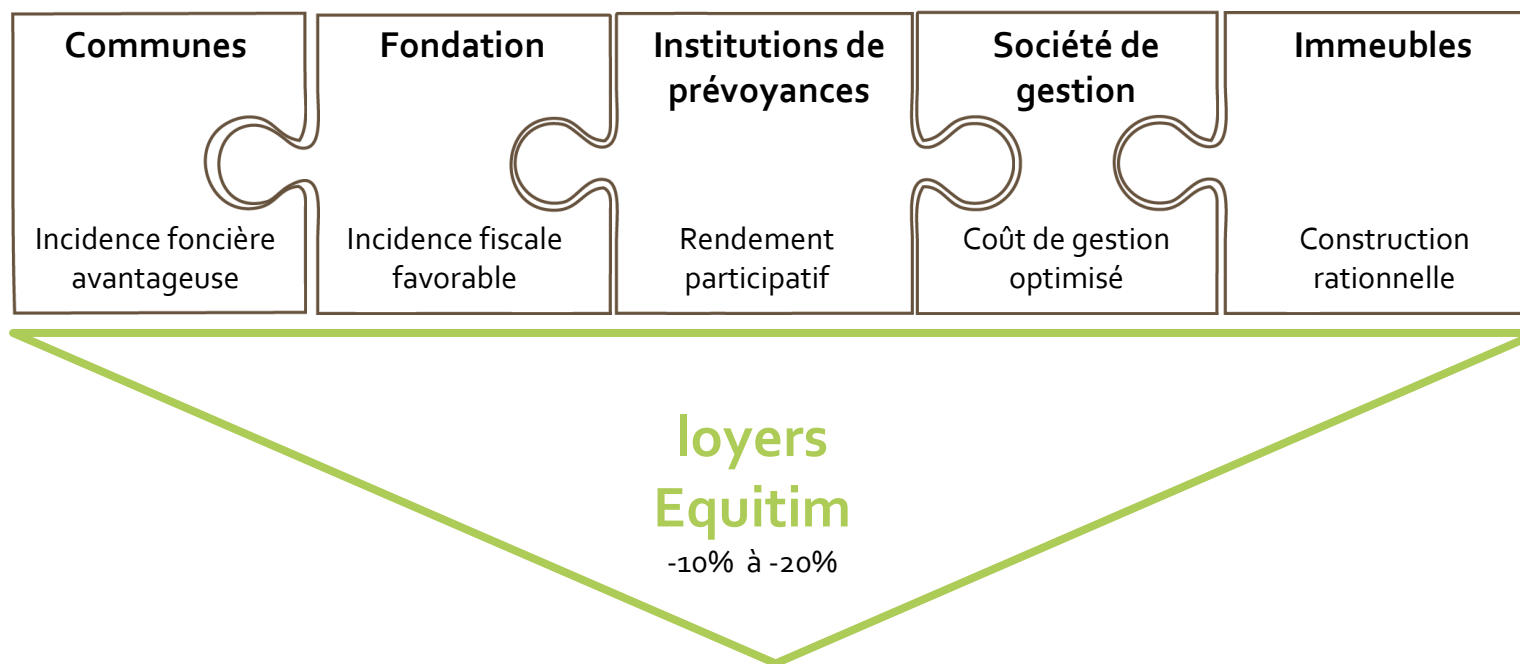 Communes
Incidence foncière
avantageuse
Fondation
Incidence fiscale
favorable
Institutions de
prévoyances
Rendement
participatif
Société de
gestion
Coût de gestion
optimisé
Immeubles
Construction
rationnelle
loyers
Equitim
-10% à -20%